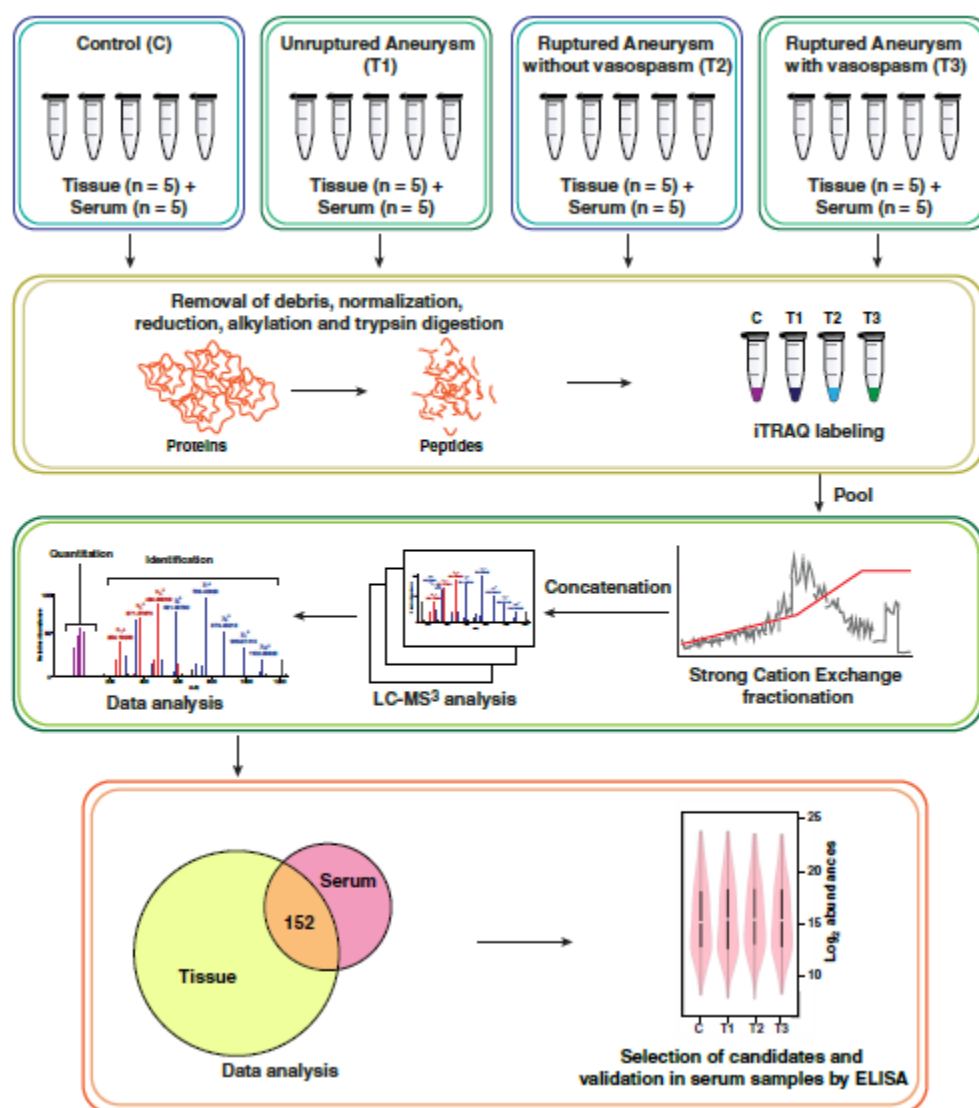 Control (C)
Tissue (n = 5) +
Serum (n = 5)
Unruptured Aneurysm
(T1)
Tissue (n = 5) +
Serum (n = 5)
Ruptured Aneurysm
without vasospasm (T2)
Tissue (n = 5) +
Serum (n = 5)
Ruptured Aneurysm
with vasospasm (T3)
Tissue (n = 5) +
Serum (n = 5)
Removal of debris, normalization,
reduction, alkylation and trypsin digestion
Proteins
Peptides
C T1 T2 T3
iTRAQ labeling
Pool
Quantitation
Identification
Data analysis
LC-MS³ analysis
Concatenation
Strong Cation Exchange
fractionation
Tissue
152
Serum
Data analysis
25
20
15
10
Log₂ abundances
C T1 T2 T3
Selection of candidates and
validation in serum samples by ELISA